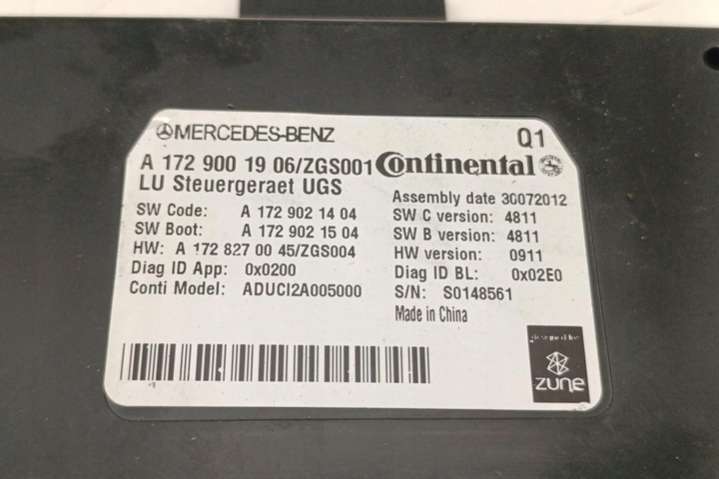 MERCEDES-BENZ
Q1
A 172 900 19 06/ZGS001
Continental
LU Steuergeraet UGS
SW Code: A 172 902 14 04
SW Boot: A 172 902 15 04
HW: A 172 827 00 45/ZGS004
Diag ID App: 0x0200
Conti Model: ADUCI2A005000
Assembly date 30072012
SW C version: 4811
SW B version: 4811
HW version: 0911
Diag ID BL: 0x02E0
S/N: S0148561
Made in China
designed for
zune